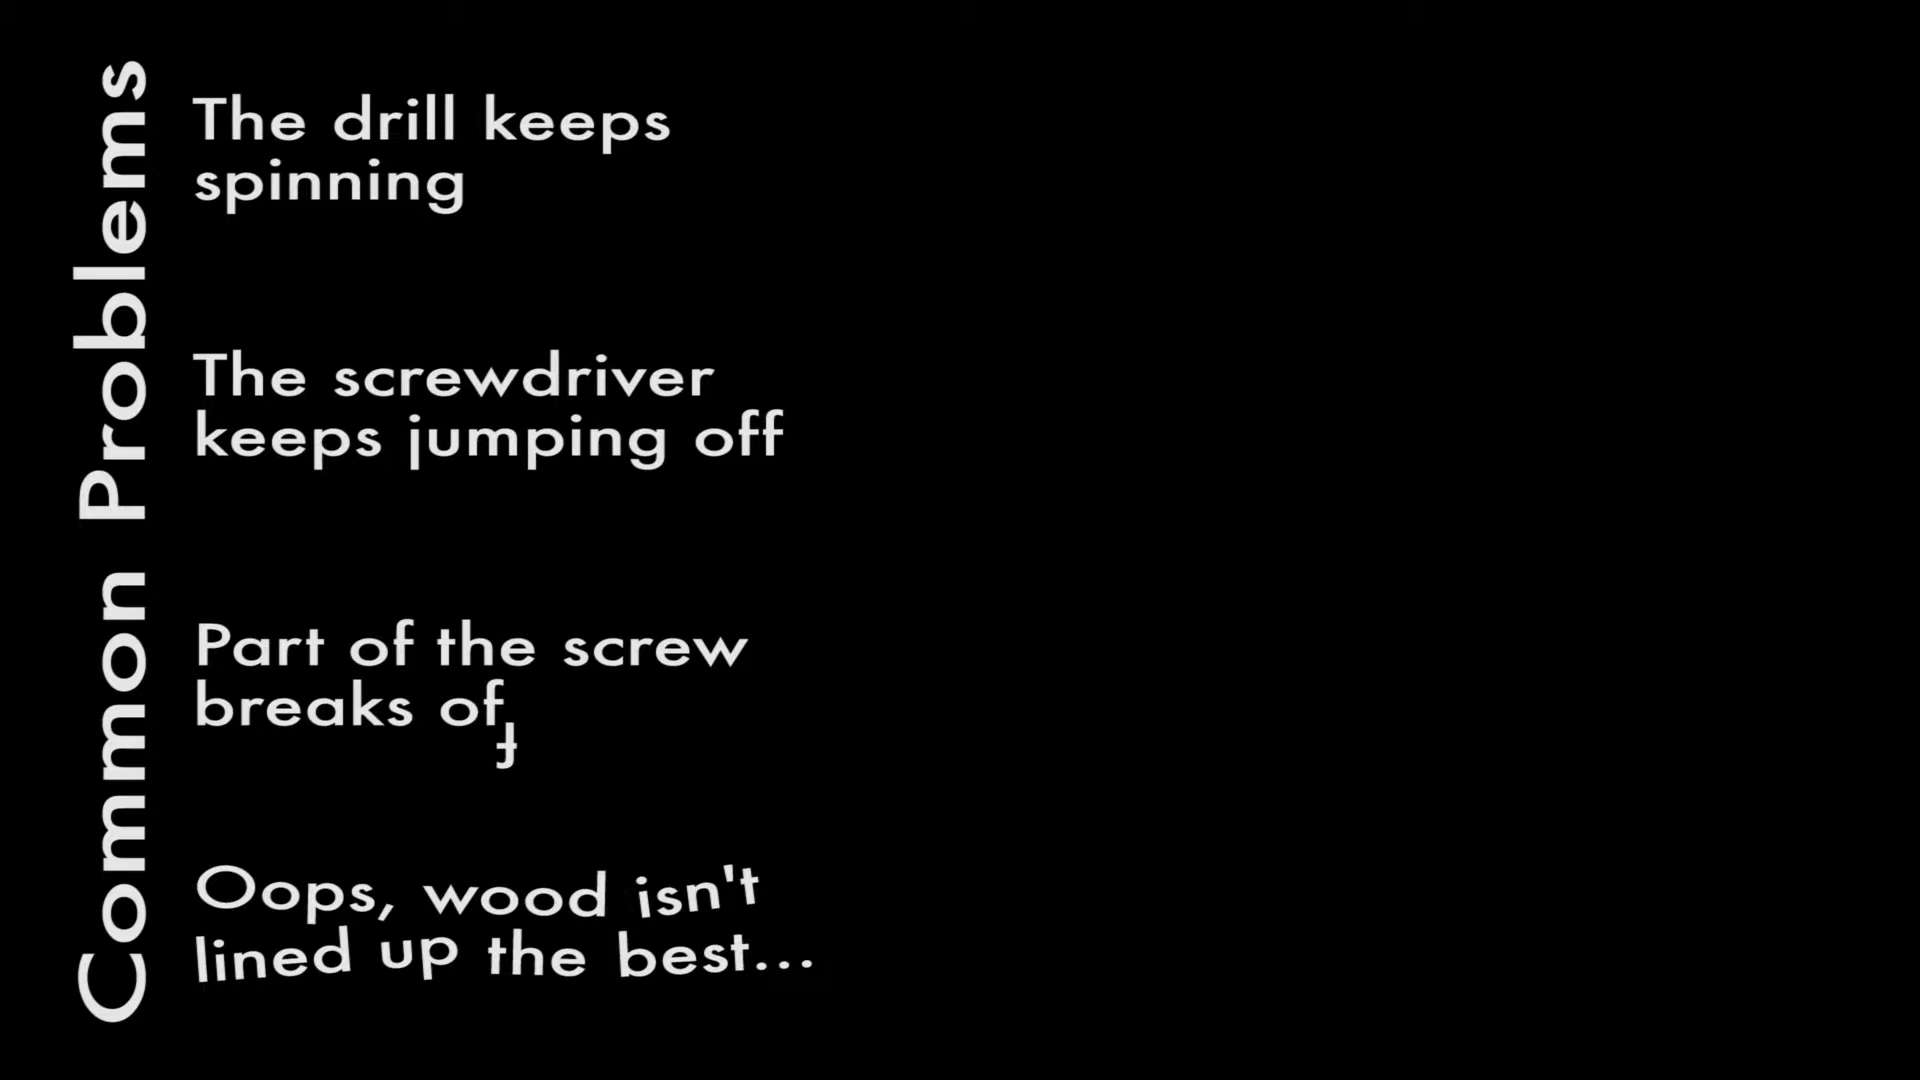 Common Problems
The drill keeps
spinning
The screwdriver
keeps jumping off
Part of the screw
breaks off
Oops, wood isn't
lined up the best...